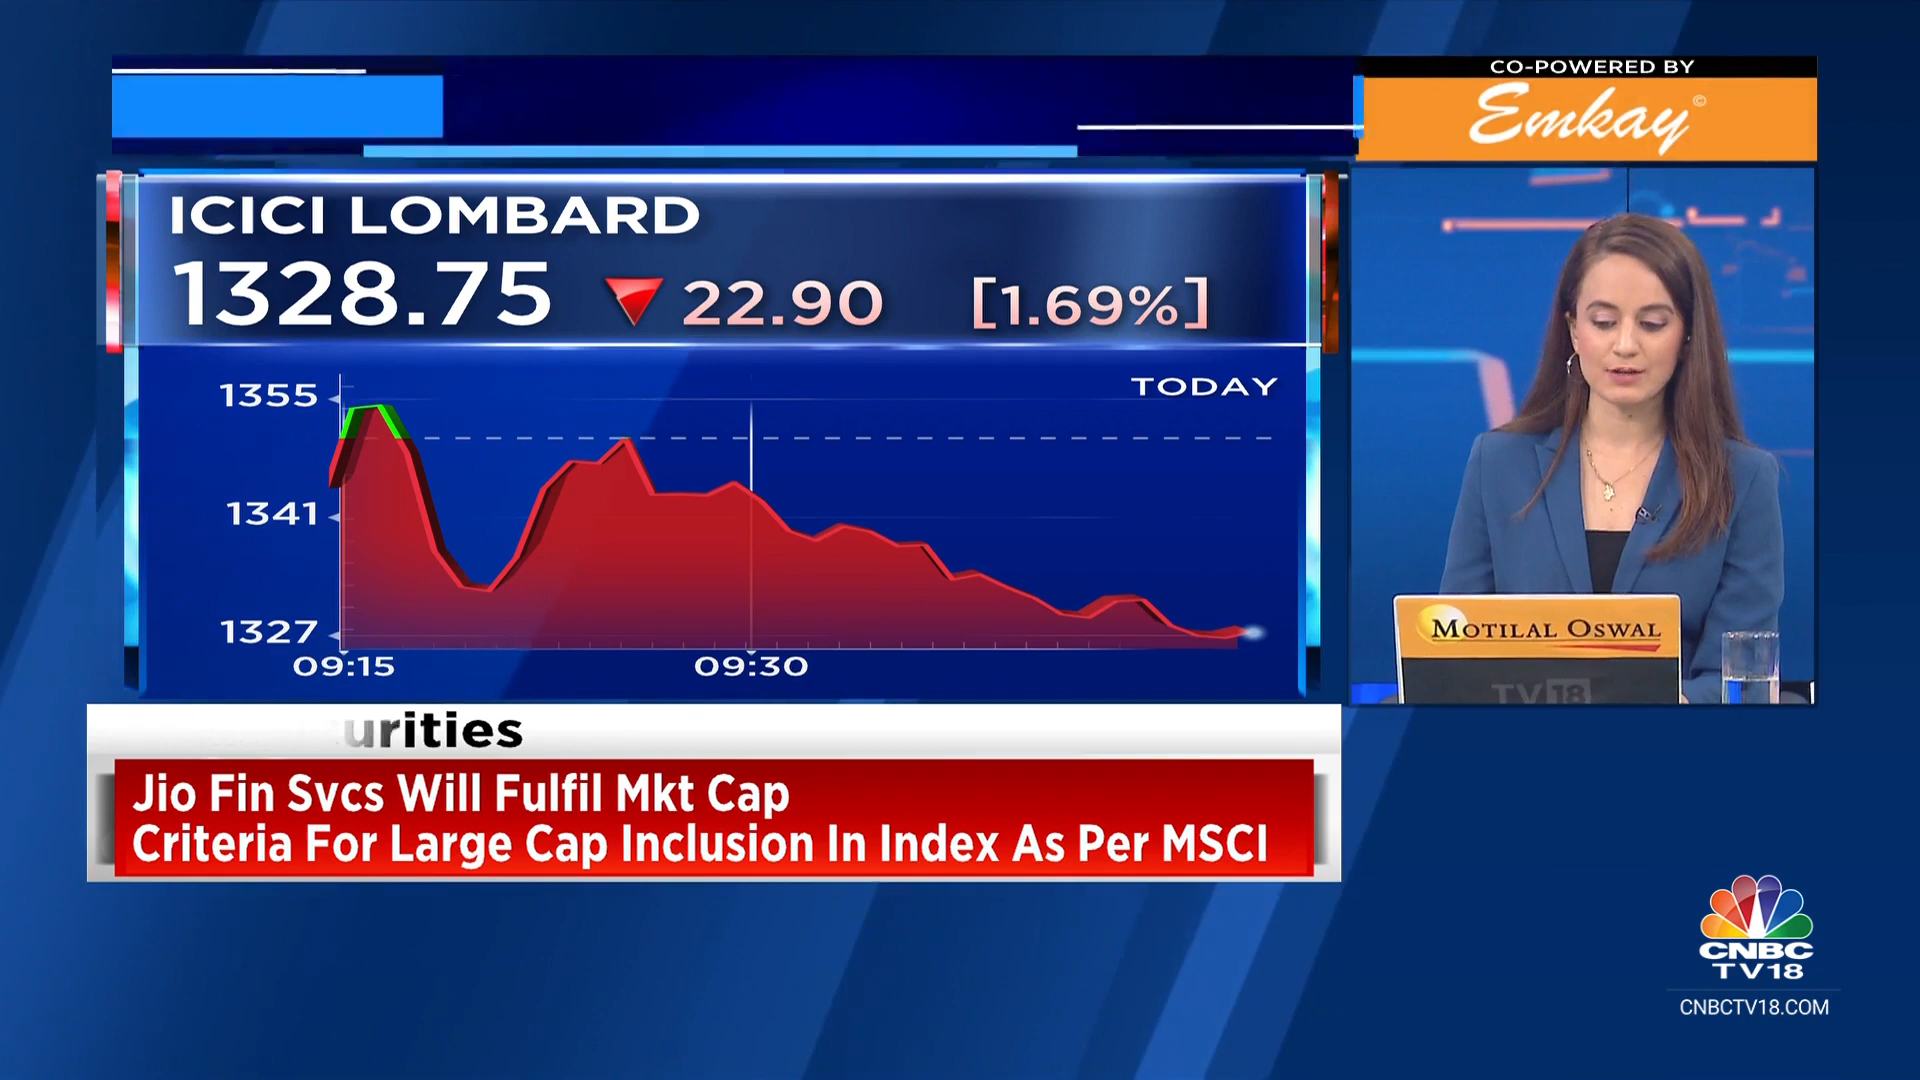 CO-POWERED BY
Emkay©
ICICI LOMBARD
1328.75 ▼ 22.90 [1.69%]
TODAY
1355
1341
1327
09:15 09:30
MOTILAL OSWAL
TV18
urities
Jio Fin Svcs Will Fulfil Mkt Cap
Criteria For Large Cap Inclusion In Index As Per MSCI
CNBC
TV18
CNBCTV18.COM